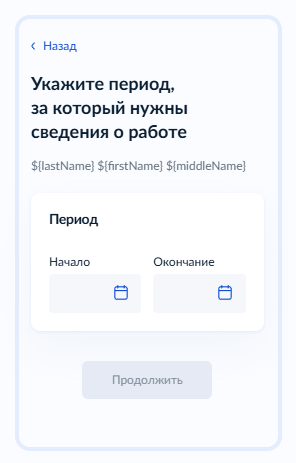 Назад
Укажите период,
за который нужны
сведения о работе
${lastName} ${firstName} ${middleName}
Период
Начало
Окончание
Продолжить